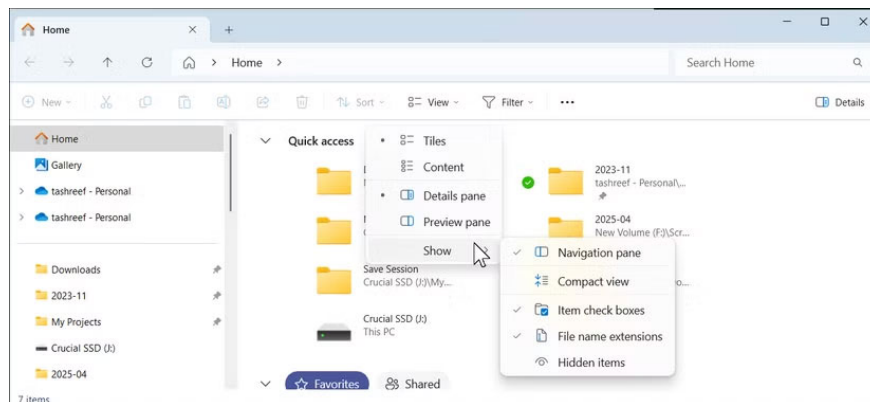 Home
Home
Search Home
New
Sort
View
Filter
Details
Home
Gallery
tashreef - Personal
tashreef - Personal
Downloads
2023-11
My Projects
Crucial SSD (J:)
2025-04
7 items
Quick access
Tiles
Content
Details pane
Preview pane
Show
2023-11
tashreef - Personal\...
2025-04
New Volume (F:)\Scr...
Save Session
Crucial SSD (J:)\My...
Crucial SSD (J:)
This PC
Navigation pane
Compact view
Item check boxes
File name extensions
Hidden items
Favorites
Shared